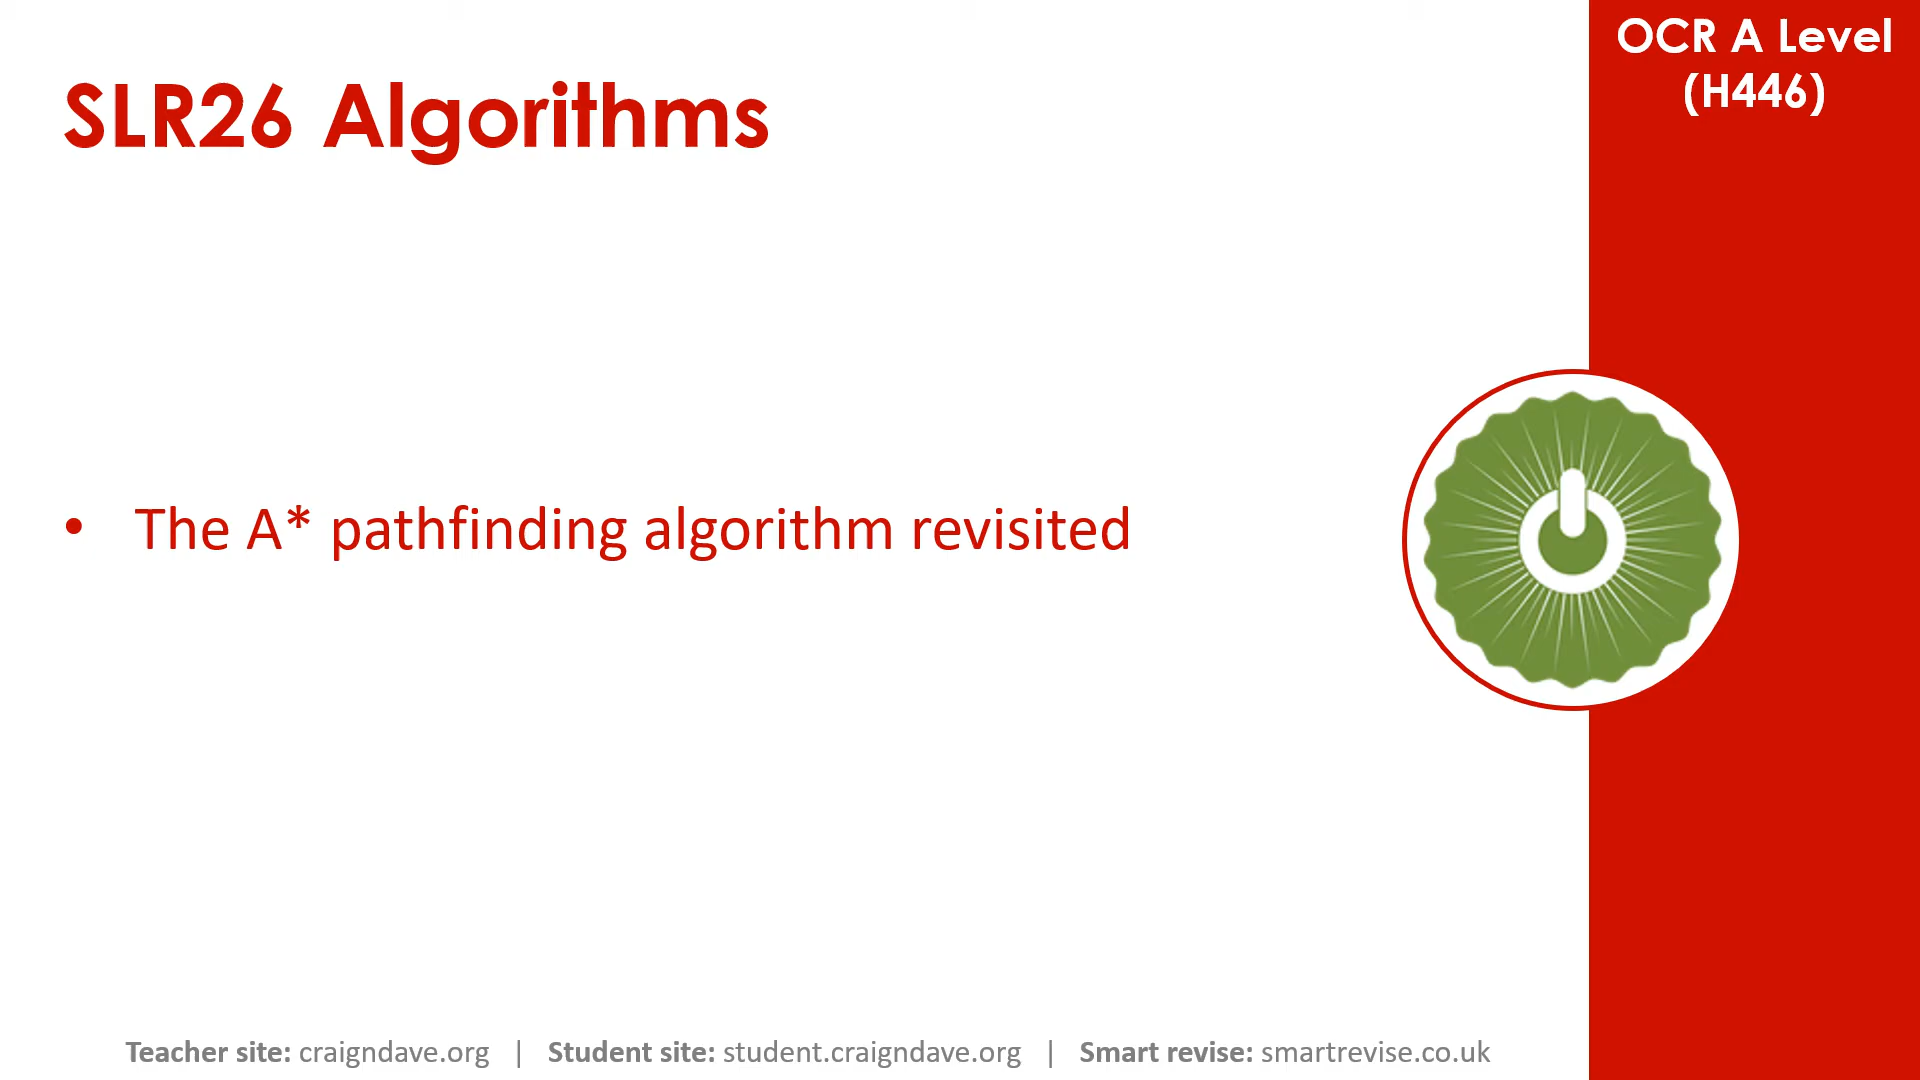 OCR A Level
(H446)
SLR26 Algorithms
• The A* pathfinding algorithm revisited
Teacher site: craigndave.org | Student site: student.craigndave.org | Smart revise: smartrevise.co.uk